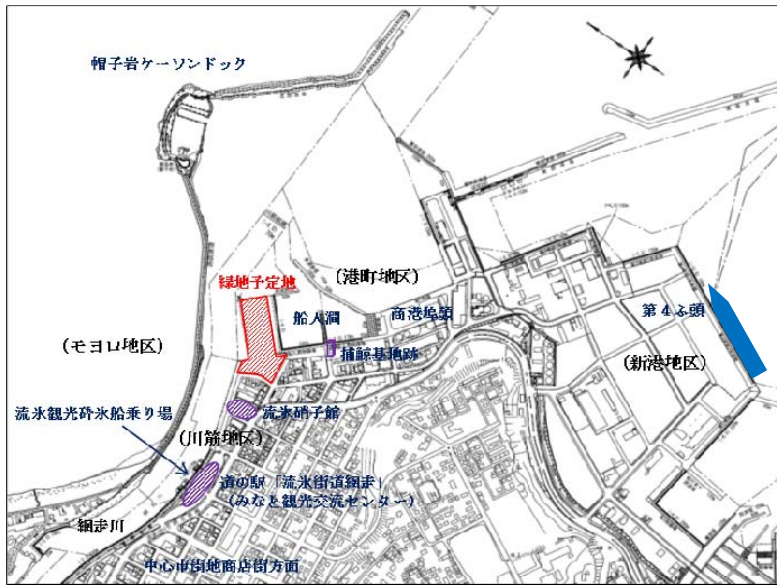 帽子岩ケーソンドック
(港町地区)
緑地予定地
船入澗
商港埠頭
第4ふ頭
(モヨロ地区)
捕鯨基地跡
(新港地区)
流氷硝子館
流氷観光砕氷船乗り場
(川筋地区)
道の駅「流氷街道網走」
(みなと観光交流センター)
網走川
中心市街地商店街方面